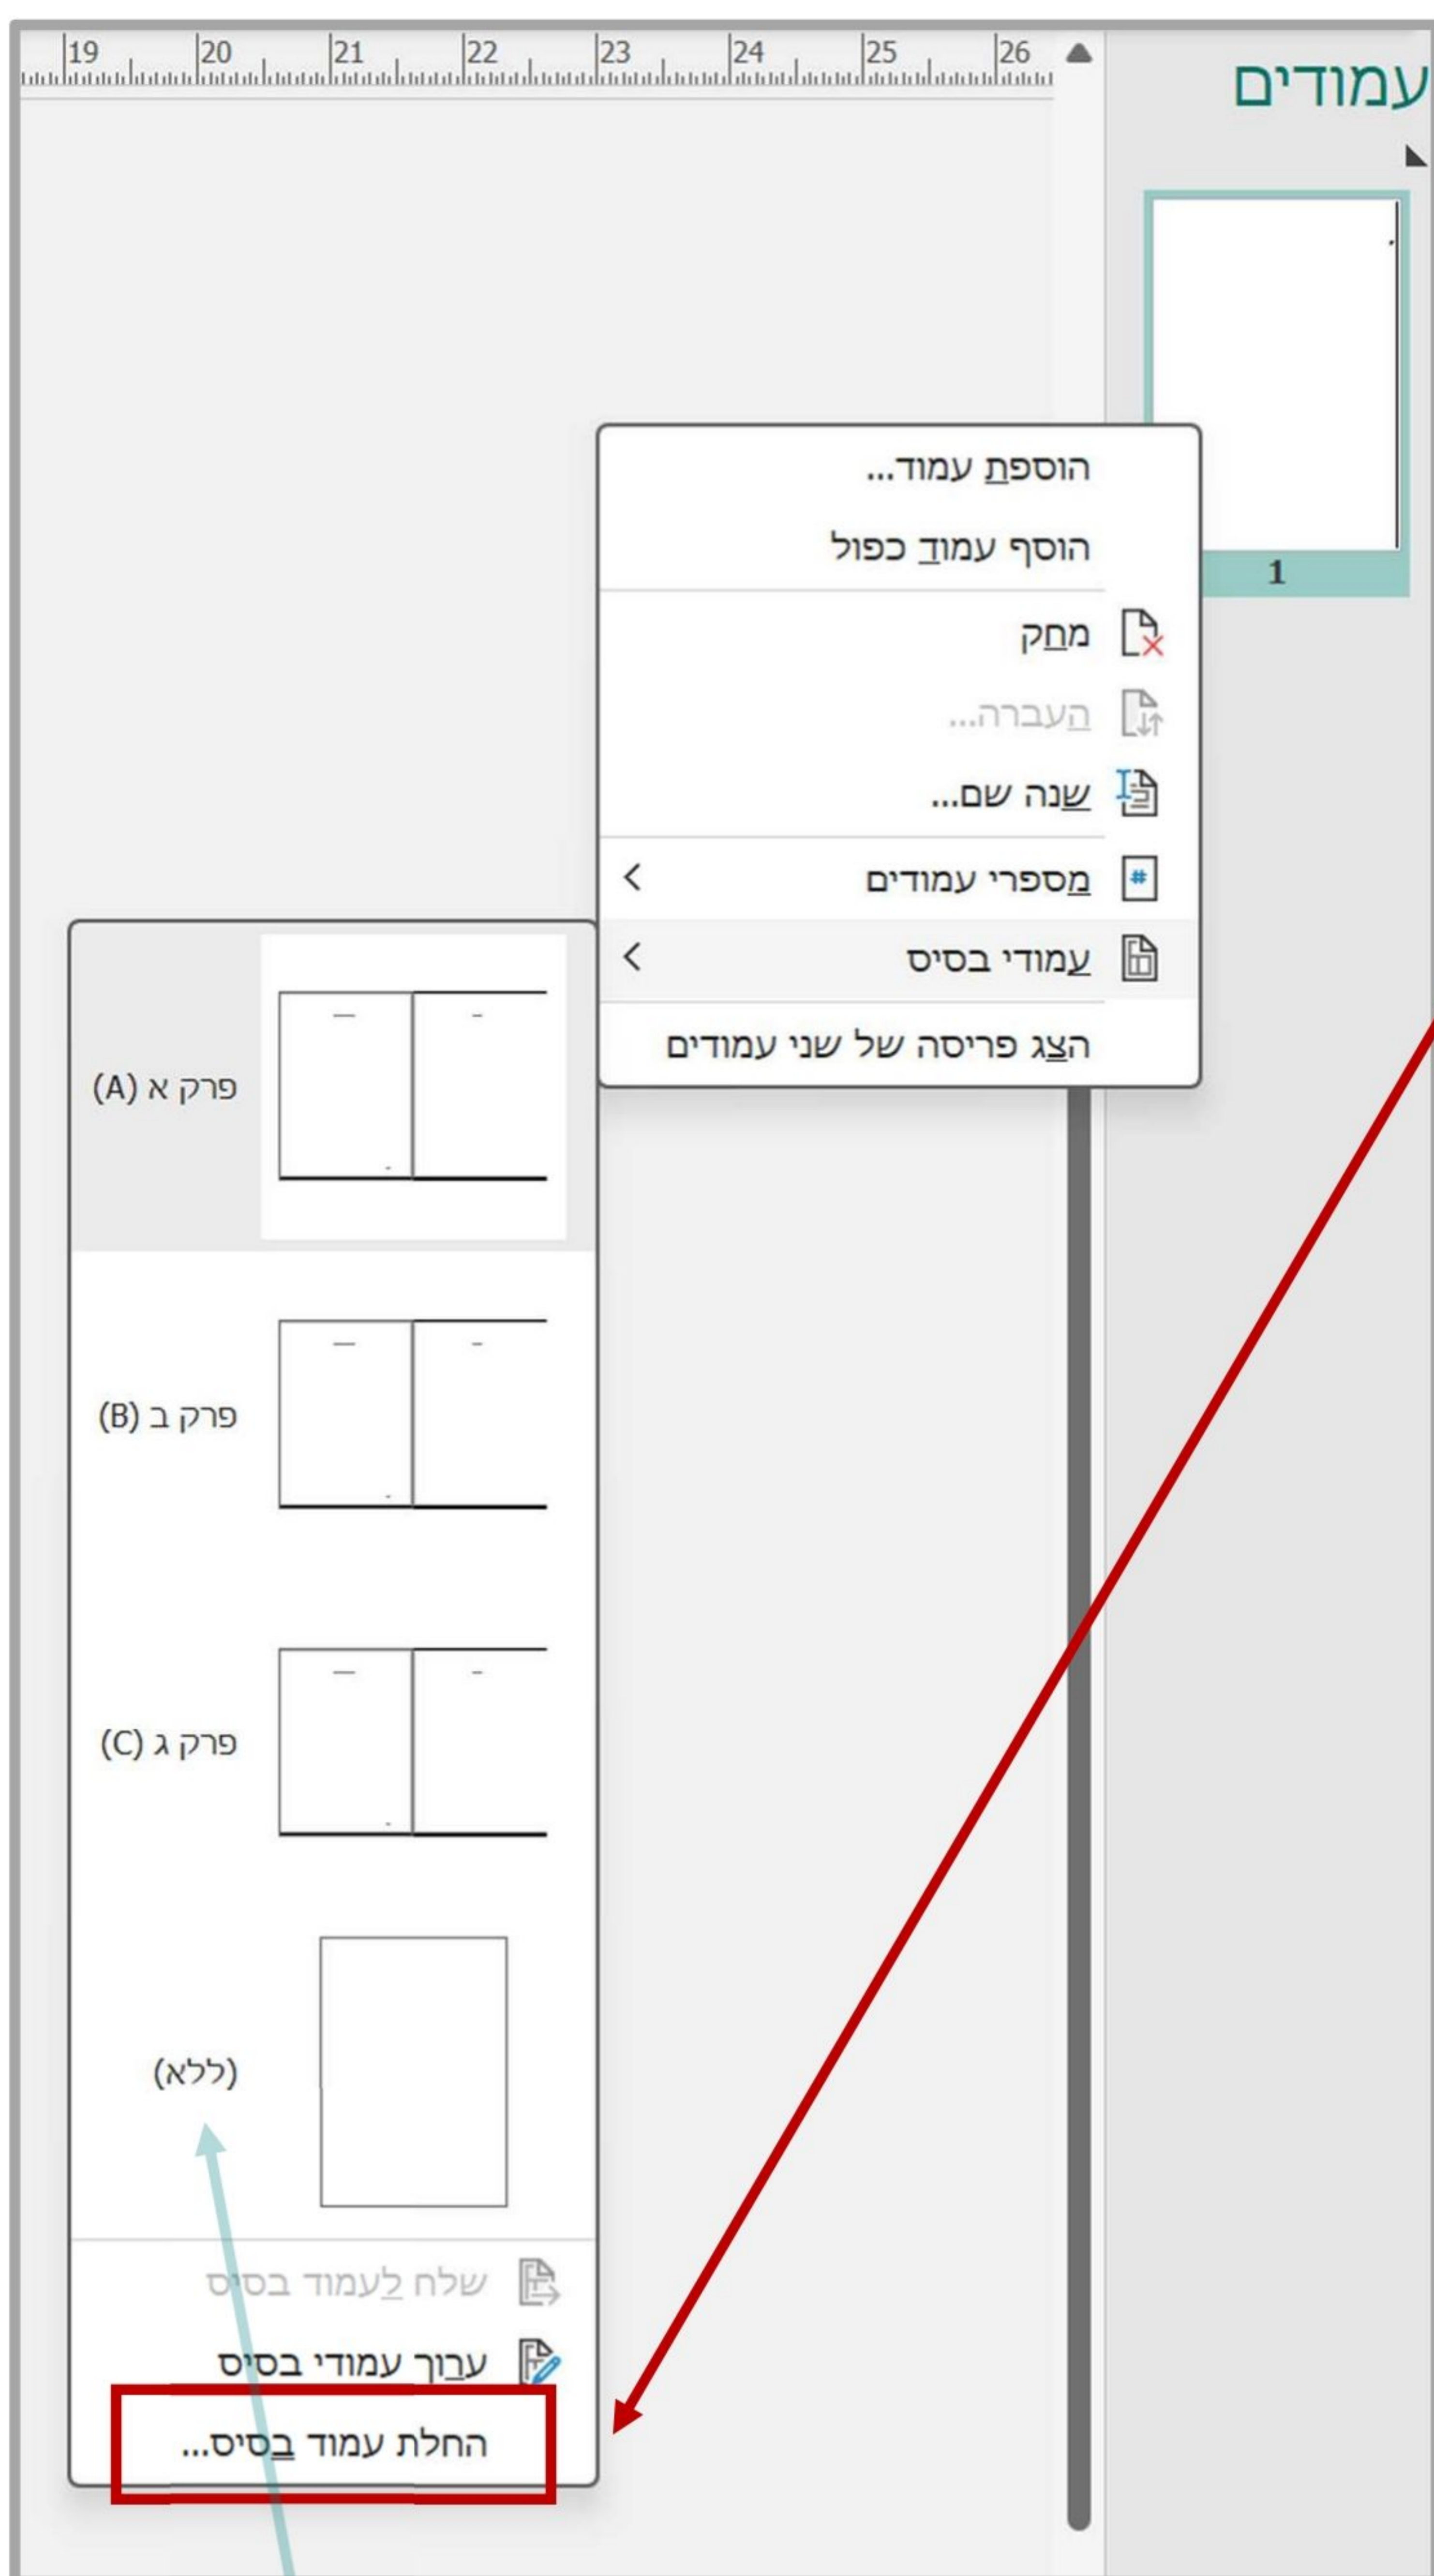 19 20 21 22 23 24 25 26
עמודים
1
הוספת עמוד...
הוסף עמוד כפול
מחק
העברה...
שנה שם...
מספרי עמודים
עמודי בסיס
הצג פריסה של שני עמודים
פרק א (A)
פרק ב (B)
פרק ג (C)
(ללא)
שלח לעמוד בסיס
ערוך עמודי בסיס
החלת עמוד בסיס...